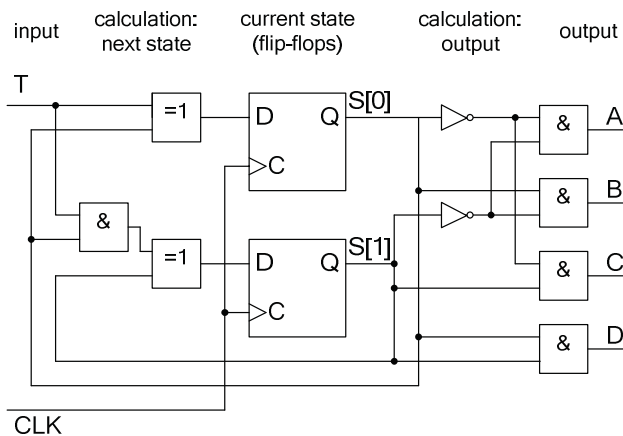 input
calculation:
next state
current state
(flip-flops)
calculation:
output
output
T
=1
D
Q
S[0]
C
&
A
&
=1
D
Q
S[1]
C
&
B
&
C
&
D
CLK